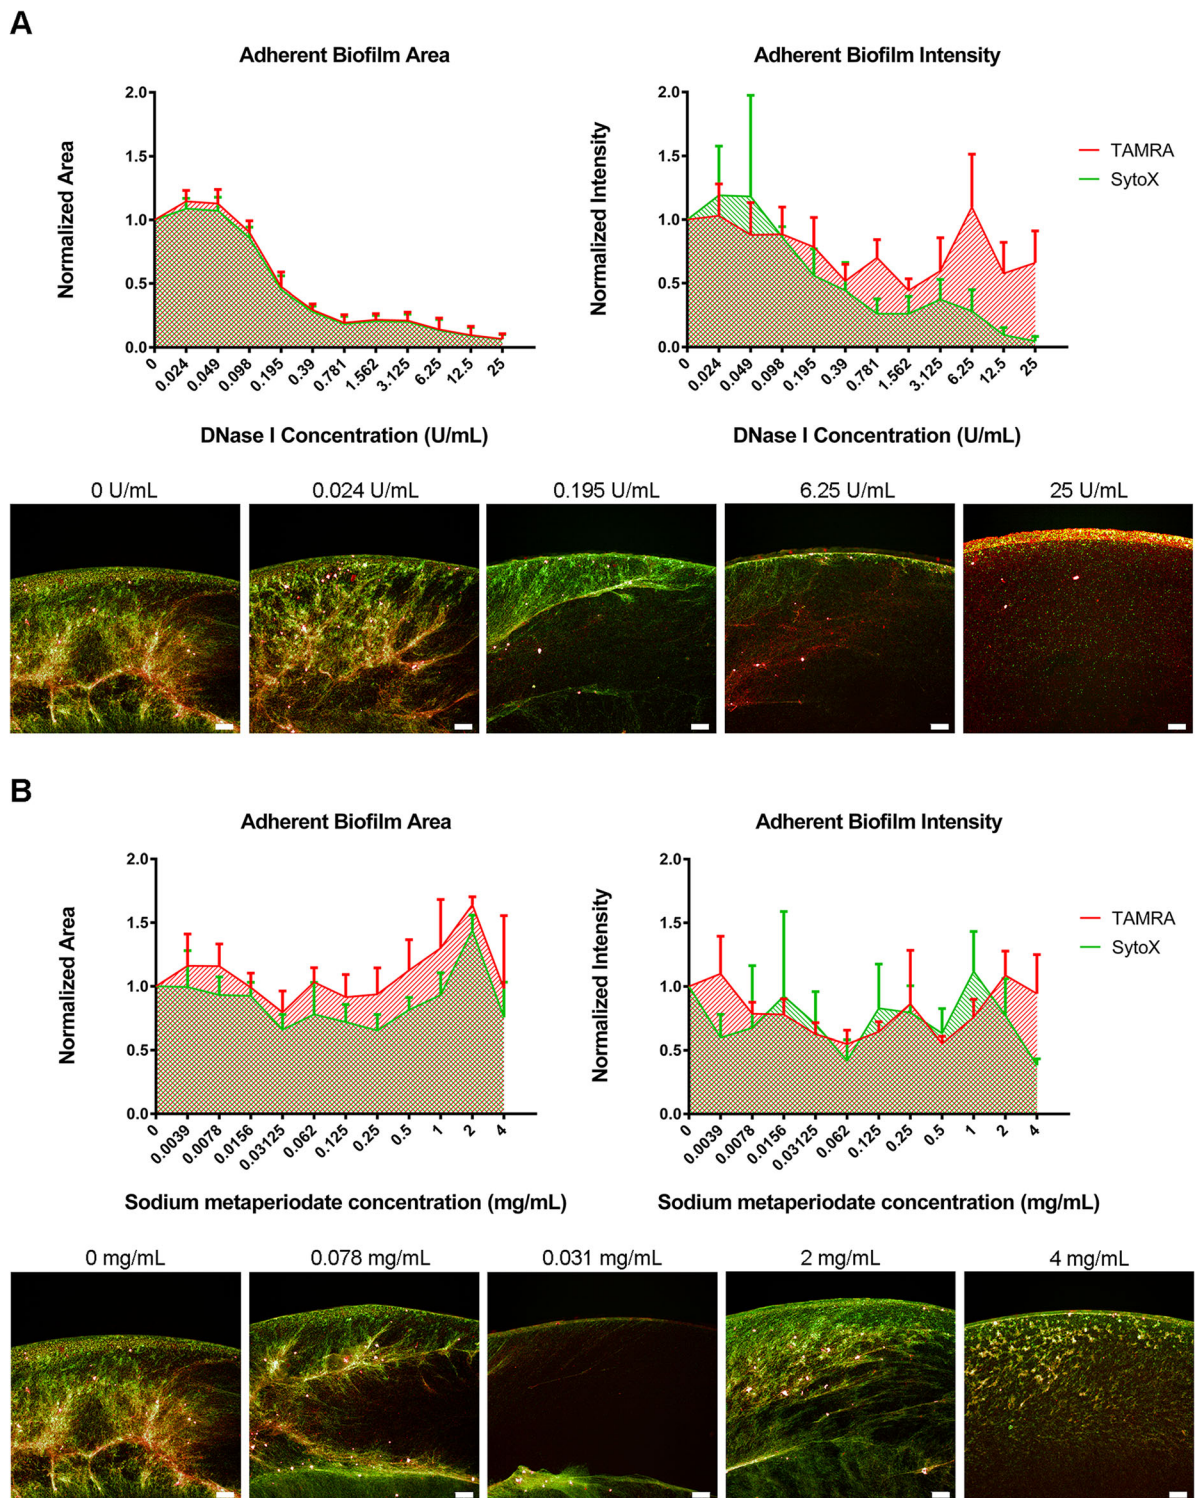 A
Adherent Biofilm Area
Adherent Biofilm Intensity
Normalized Area
2.0
1.5
1.0
0.5
0.0
0 0.024 0.049 0.098 0.195 0.39 0.781 1.562 3.125 6.25 12.5 25
DNase I Concentration (U/mL)
Normalized Intensity
2.0
1.5
1.0
0.5
0.0
0 0.024 0.049 0.098 0.195 0.39 0.781 1.562 3.125 6.25 12.5 25
DNase I Concentration (U/mL)
TAMRA
SytoX
0 U/mL 0.024 U/mL 0.195 U/mL 6.25 U/mL 25 U/mL
B
Adherent Biofilm Area
Adherent Biofilm Intensity
Normalized Area
2.0
1.5
1.0
0.5
0.0
0 0.0039 0.0078 0.0156 0.03125 0.062 0.125 0.25 0.5 1 2 4
Sodium metaperiodate concentration (mg/mL)
Normalized Intensity
2.0
1.5
1.0
0.5
0.0
0 0.0039 0.0078 0.0156 0.03125 0.062 0.125 0.25 0.5 1 2 4
Sodium metaperiodate concentration (mg/mL)
TAMRA
SytoX
0 mg/mL 0.078 mg/mL 0.031 mg/mL 2 mg/mL 4 mg/mL